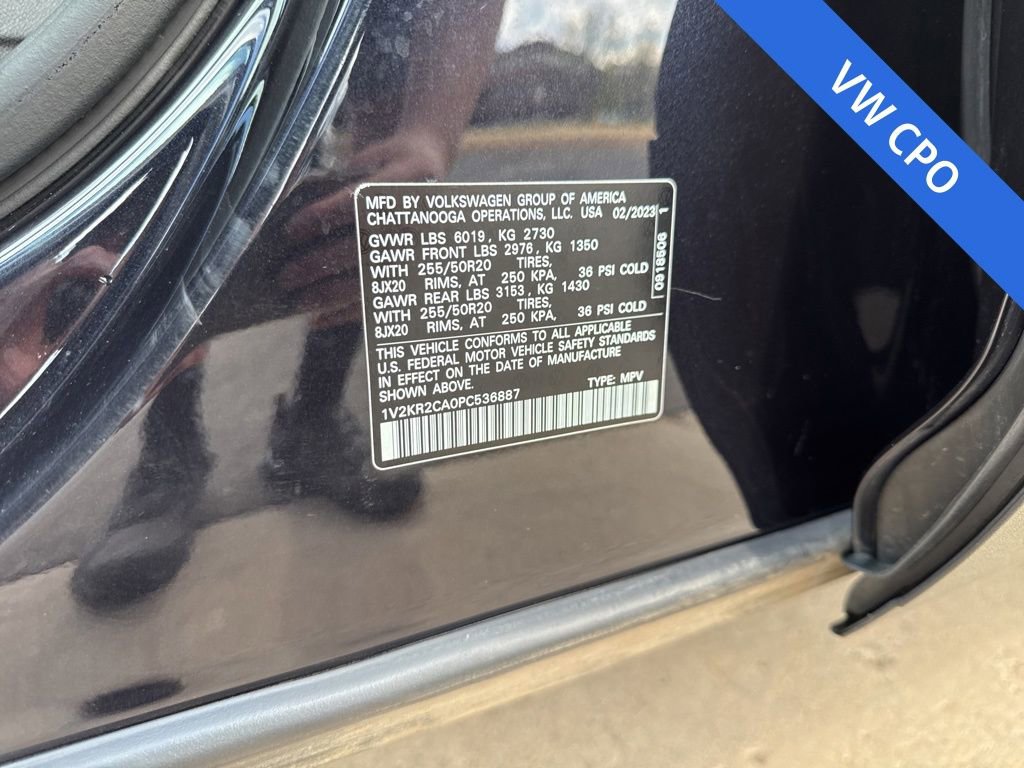 VW CPO
MFD BY VOLKSWAGEN GROUP OF AMERICA
CHATTANOOGA OPERATIONS, LLC. USA 02/2023
GVWR LBS 6019, KG 2730
GAWR FRONT LBS 2976, KG 1350
WITH 255/50R20 TIRES,
8JX20 RIMS, AT 250 KPA, 36 PSI COLD
GAWR REAR LBS 3153, KG 1430
WITH 255/50R20 TIRES,
8JX20 RIMS, AT 250 KPA, 36 PSI COLD
THIS VEHICLE CONFORMS TO ALL APPLICABLE
U.S. FEDERAL MOTOR VEHICLE SAFETY STANDARDS
IN EFFECT ON THE DATE OF MANUFACTURE
SHOWN ABOVE.
1V2KR2CA0PC536887 TYPE: MPV
0918506 1